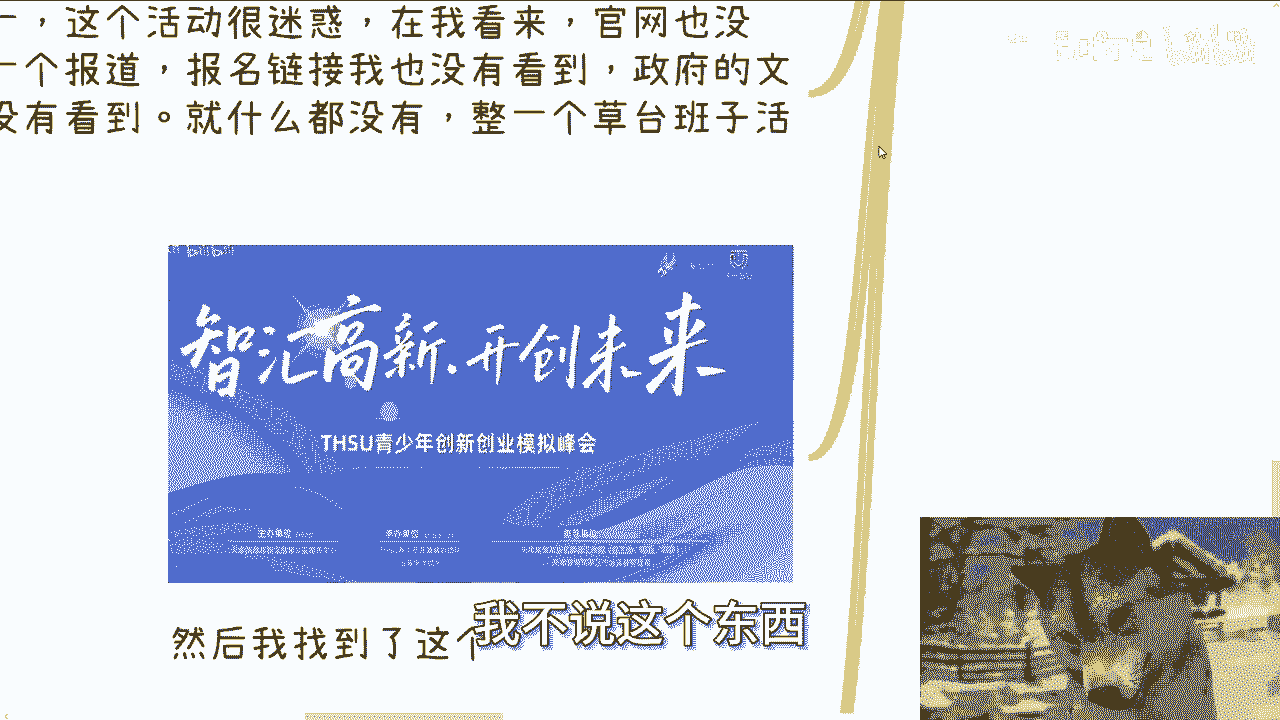 ，这个活动很迷惑，在我看来，官网也没
一个报道，报名链接我也没有看到，政府的文
没有看到。就什么都没有，整一个草台班子活
智汇高新.开创未来
THSU青少年创新创业模拟峰会
主办单位
然后我找到了这个
我不说这个东西